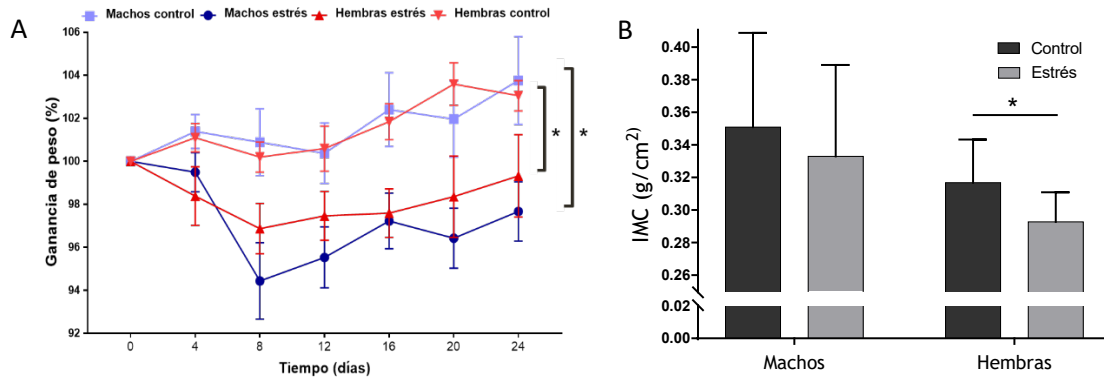 A
Machos control Machos estrés Hembras estrés Hembras control
Ganancia de peso (%)
106
104
102
100
98
96
94
92
0 4 8 12 16 20 24
Tiempo (días)
* *
B
IMC (g/cm²)
0.40
0.38
0.36
0.34
0.32
0.30
0.28
0.26
0.02
0.00
Control
Estrés
*
Machos Hembras